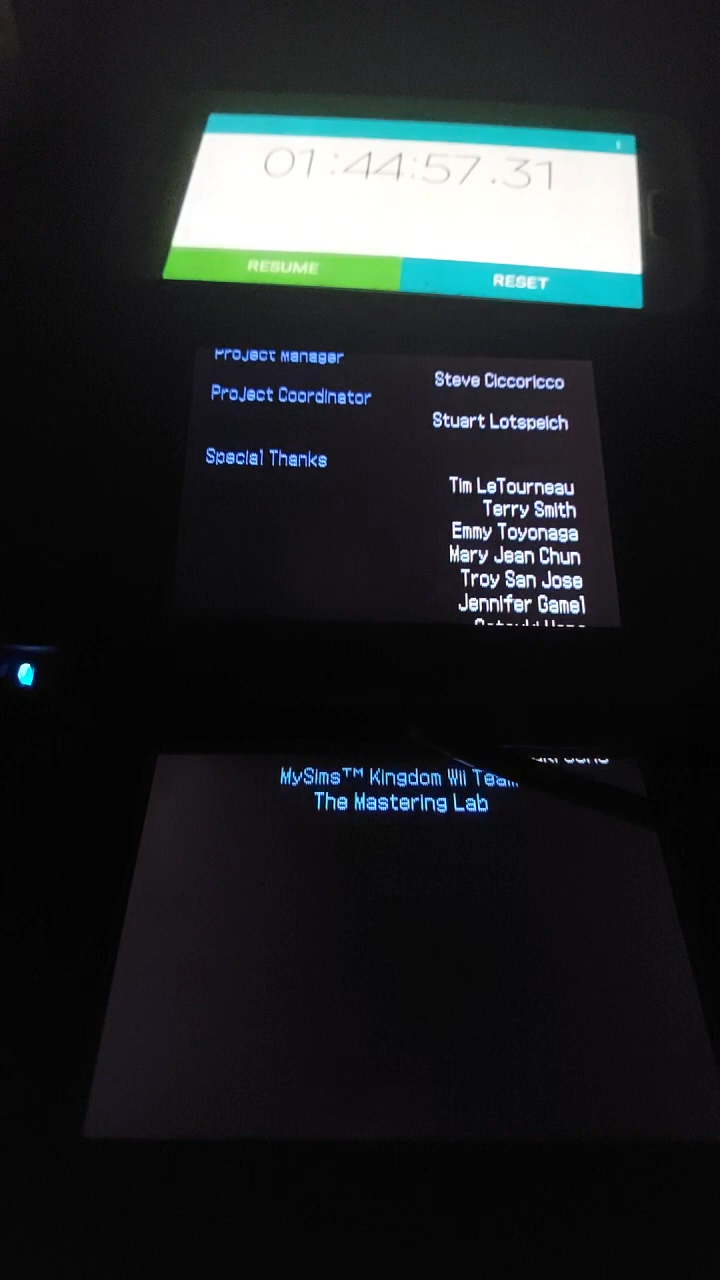 01:44:57.31
RESUME
RESET
Project Manager
Steve Ciccoricco
Project Coordinator
Stuart Lotspeich
Special Thanks
Tim LeTourneau
Terry Smith
Emmy Toyonaga
Mary Jean Chun
Troy San Jose
Jennifer Gamel
MySims™ Kingdom Wii Team
The Mastering Lab